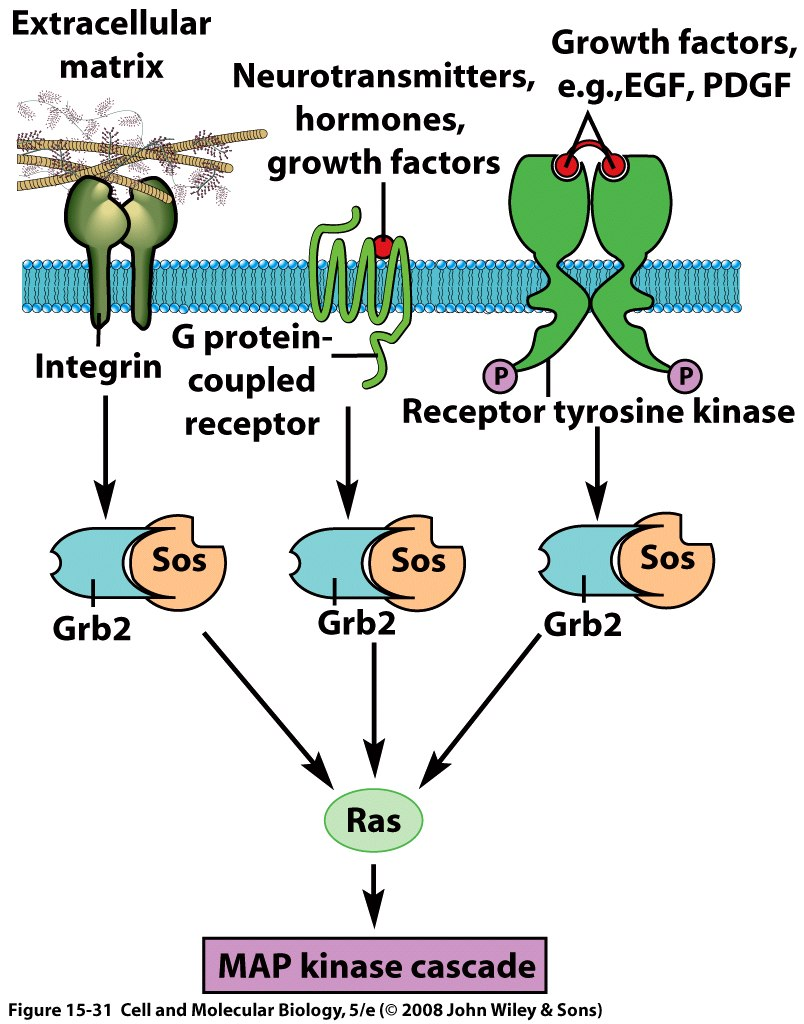 Extracellular
matrix
Neurotransmitters,
hormones,
growth factors
Growth factors,
e.g.,EGF, PDGF
Integrin
G protein-
coupled
receptor
P
P
Receptor tyrosine kinase
Sos
Grb2
Sos
Grb2
Sos
Grb2
Ras
MAP kinase cascade
Figure 15-31 Cell and Molecular Biology, 5/e (© 2008 John Wiley & Sons)